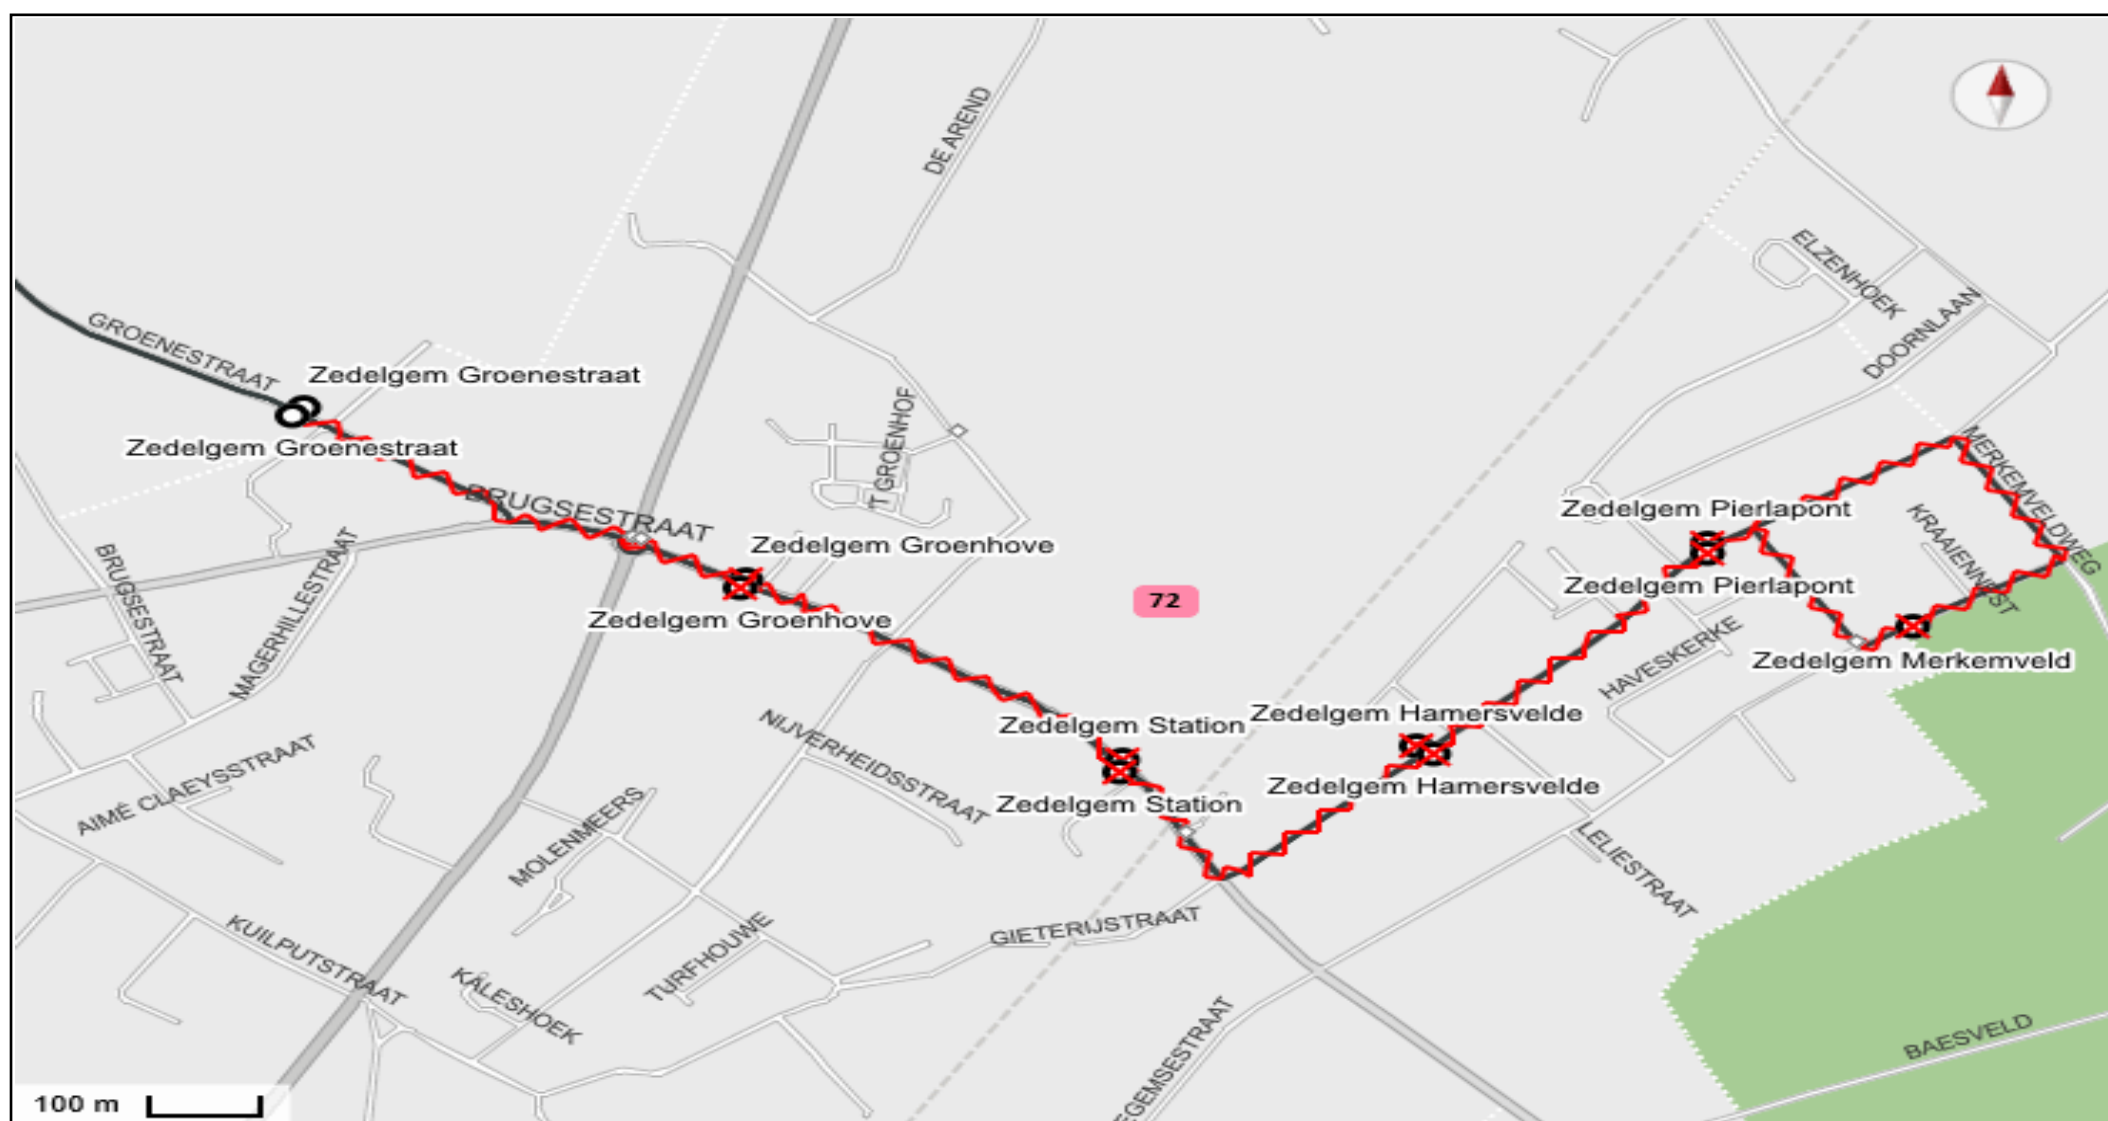 DE AREND
ELZENHOEK
DOORNLAAN
GROENESTRAAT
Zedelgem Groenestraat
Zedelgem Groenestraat
'T GROENHOF
MERKEMVELDWEG
BRUGSESTRAAT
Zedelgem Pierlapont
KRAAIENNEST
Zedelgem Groenhove
BRUGSESTRAAT
MAGERHILLESTRAAT
Zedelgem Pierlapont
72
Zedelgem Groenhove
HAVESKERKE
Zedelgem Merkemveld
Zedelgem Station
Zedelgem Hamersvelde
NIJVERHEIDSSTRAAT
AIMÉ CLAEYSSTRAAT
Zedelgem Hamersvelde
Zedelgem Station
MOLENMEERS
LELIESTRAAT
GIETERIJSTRAAT
KUILPUTSTRAAT
TURFHOUWE
KALESHOEK
EGEMSESTRAAT
BAESVELD
100 m